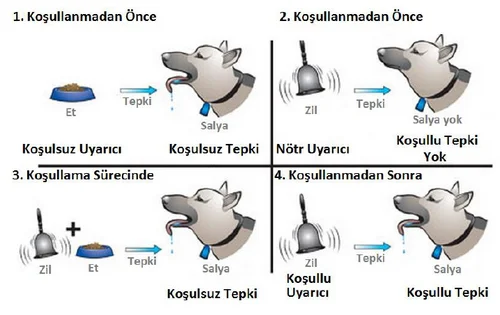 1. Koşullanmadan Önce
Et
Tepki
Salya
Koşulsuz Uyarıcı
Koşulsuz Tepki
2. Koşullanmadan Önce
Zil
Tepki
Salya yok
Nötr Uyarıcı
Koşullu Tepki
Yok
3. Koşullama Sürecinde
Zil
+
Et
Tepki
Salya
Koşulsuz Tepki
4. Koşullanmadan Sonra
Zil
Tepki
Salya
Koşullu
Uyarıcı
Koşullu Tepki